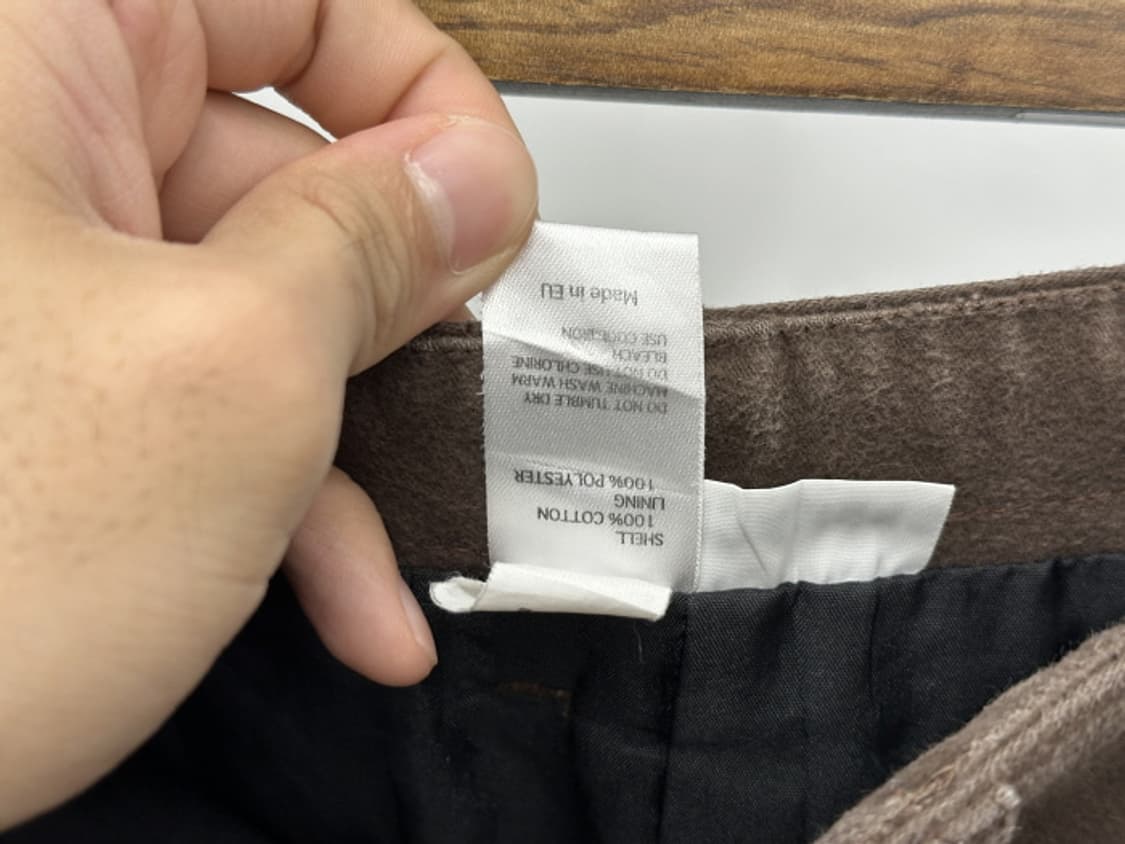 SHELL
100% COTTON
LINING
100% POLYESTER
DO NOT TUMBLE DRY
MACHINE WASH WARM
DO NOT USE CHLORINE
BLEACH
USE COOL IRON
Made in EU